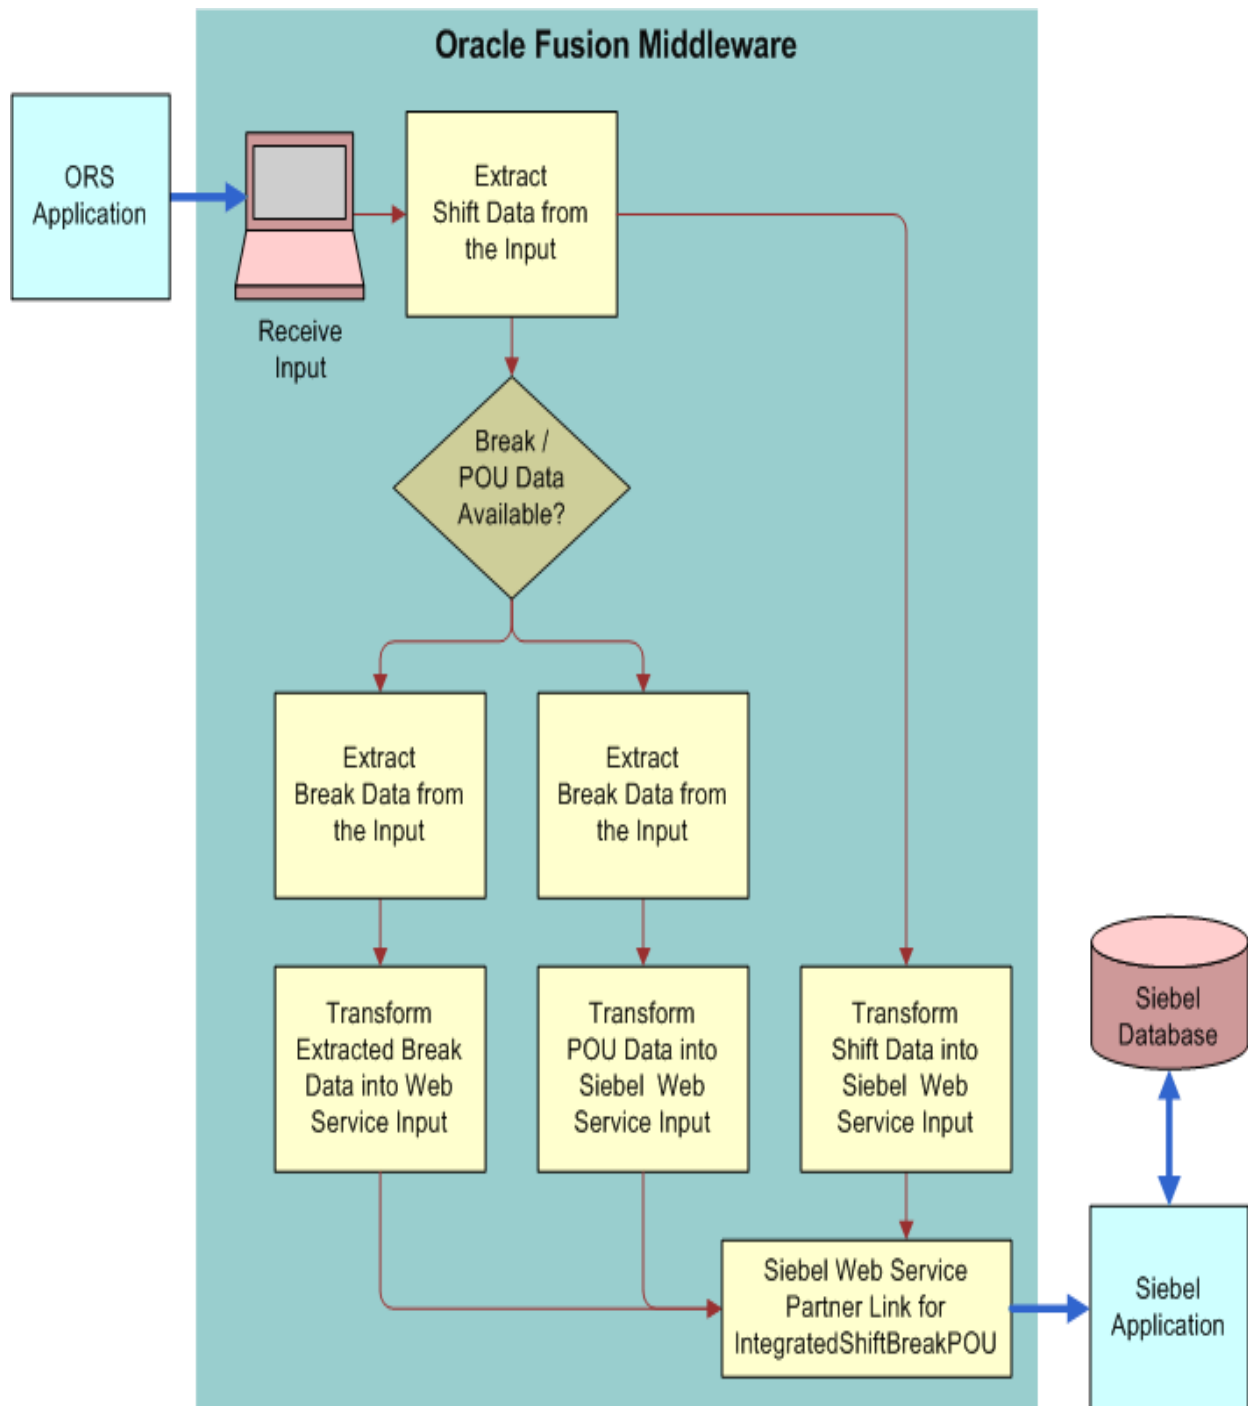 Oracle Fusion Middleware
ORS
Application
Receive
Input
Extract
Shift Data from
the Input
Break /
POU Data
Available?
Extract
Break Data from
the Input
Extract
Break Data from
the Input
Transform
Extracted Break
Data into Web
Service Input
Transform
POU Data into
Siebel Web
Service Input
Transform
Shift Data into
Siebel Web
Service Input
Siebel Web Service
Partner Link for
IntegratedShiftBreakPOU
Siebel
Database
Siebel
Application